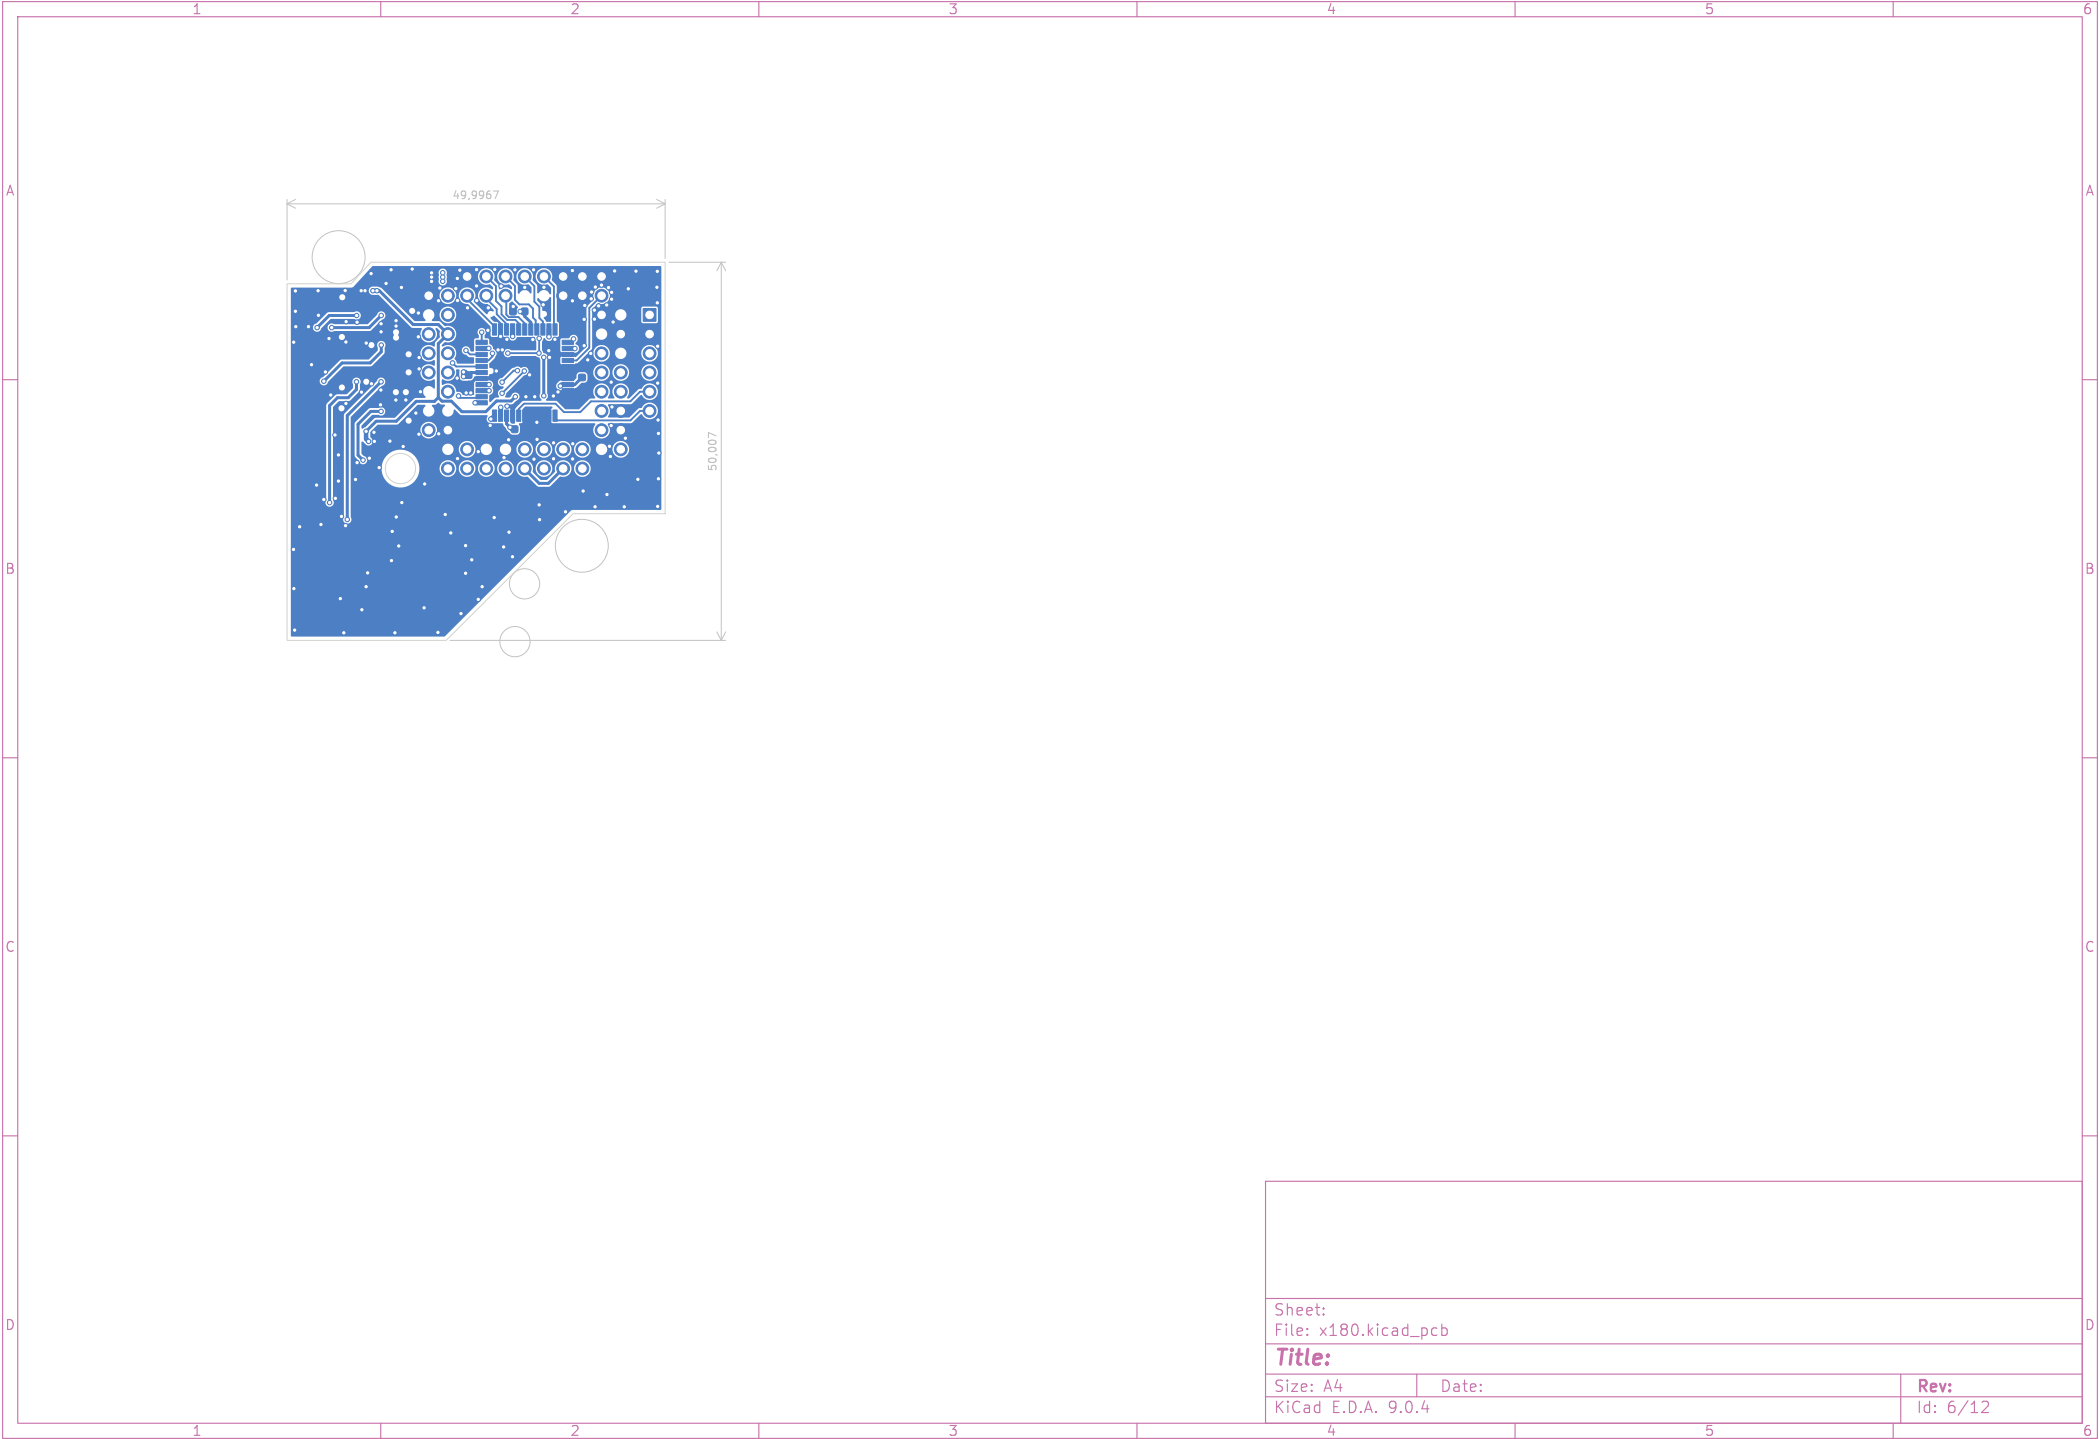 1 2 3 4 5 6
A A
49,9967
50,007
B B
C C
Sheet:
D File: x180.kicad_pcb D
Title:
Size: A4 Date: Rev:
KiCad E.D.A. 9.0.4 Id: 6/12
1 2 3 4 5 6